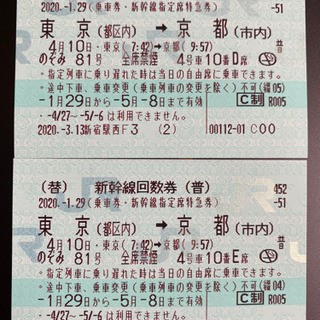 2020.-1.29(乗車券・新幹線指定席特急券) -51
東 京(都区内) → 京 都(市内)
4月10日・東京( 7:42)→京都( 9:57) 普
のぞみ 81号 全席禁煙 4号車10番D席
・指定列車に乗り遅れた時は当日の自由席に乗車できます。
・途中下車、乗車変更(乗車列車の変更を除く)不可(繼05)
-1月29日から-5月-8日まで有効 C制 R005
・-4/27~-5/-6は利用できません。
2020.-3.13新宿駅西F3 (2) 00112-01 C00
(替) 新幹線回数券(普) 452
2020.-1.29(乗車券・新幹線指定席特急券) -51
東 京(都区内) → 京 都(市内)
4月10日・東京( 7:42)→京都( 9:57) 普
のぞみ 81号 全席禁煙 4号車10番E席
・指定列車に乗り遅れた時は当日の自由席に乗車できます。
・途中下車、乗車変更(乗車列車の変更を除く)不可(繼04)
-1月29日から-5月-8日まで有効 C制 R005
・-4/27~-5/-6は利用できません。